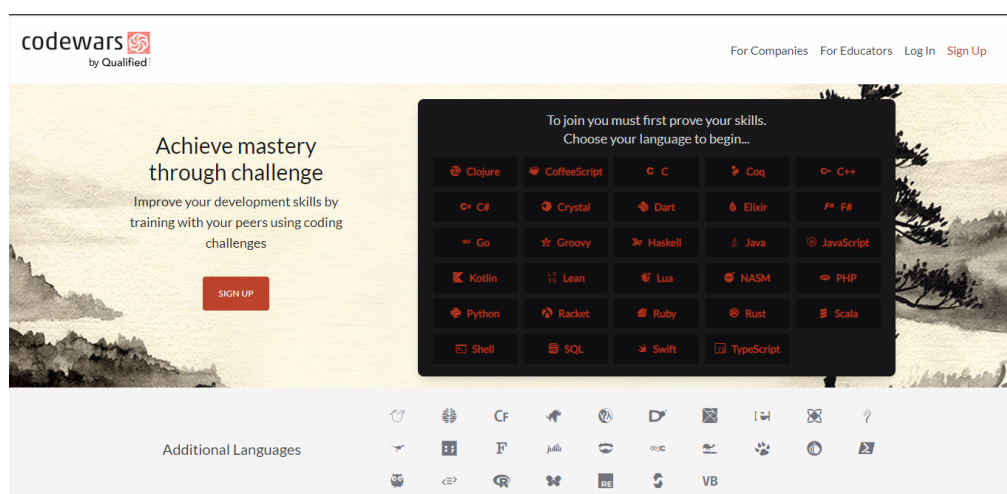 codewars
by Qualified
For Companies For Educators Log In Sign Up
Achieve mastery
through challenge
Improve your development skills by
training with your peers using coding
challenges
SIGN UP
To join you must first prove your skills.
Choose your language to begin...
Clojure CoffeeScript C C Coq C++ C++
C# C# Crystal Dart Elixir F# F#
Go Groovy Haskell Java JavaScript
Kotlin Lean Lua NASM PHP
Python Racket Ruby Rust Scala
Shell SQL Swift TS TypeScript
Additional Languages
CF
F julia OBJC
R RE VB